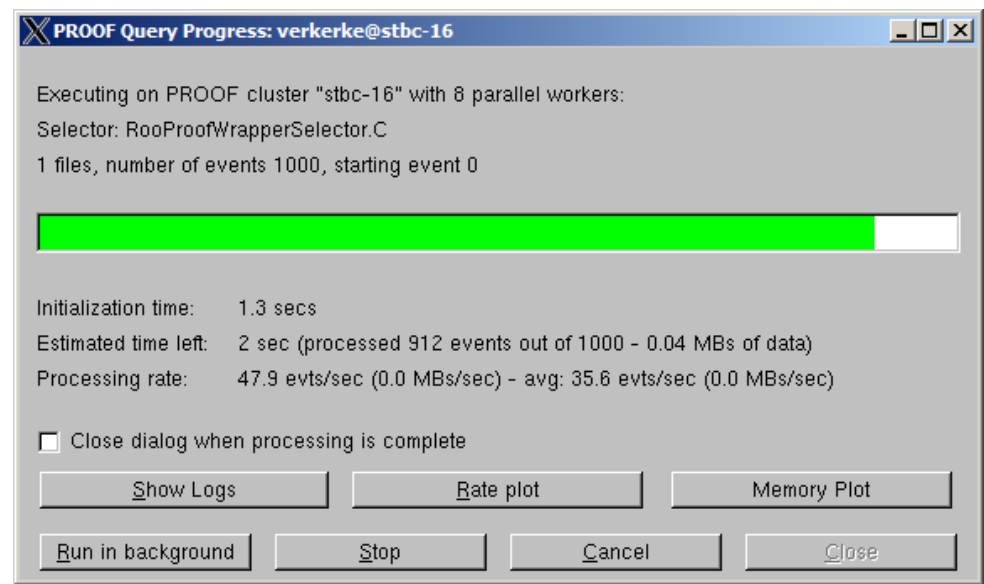 PROOF Query Progress: verkerke@stbc-16
Executing on PROOF cluster "stbc-16" with 8 parallel workers:
Selector: RooProofWrapperSelector.C
1 files, number of events 1000, starting event 0
Initialization time: 1.3 secs
Estimated time left: 2 sec (processed 912 events out of 1000 - 0.04 MBs of data)
Processing rate: 47.9 evts/sec (0.0 MBs/sec) - avg: 35.6 evts/sec (0.0 MBs/sec)
Close dialog when processing is complete
Show Logs Rate plot Memory Plot
Run in background Stop Cancel Close